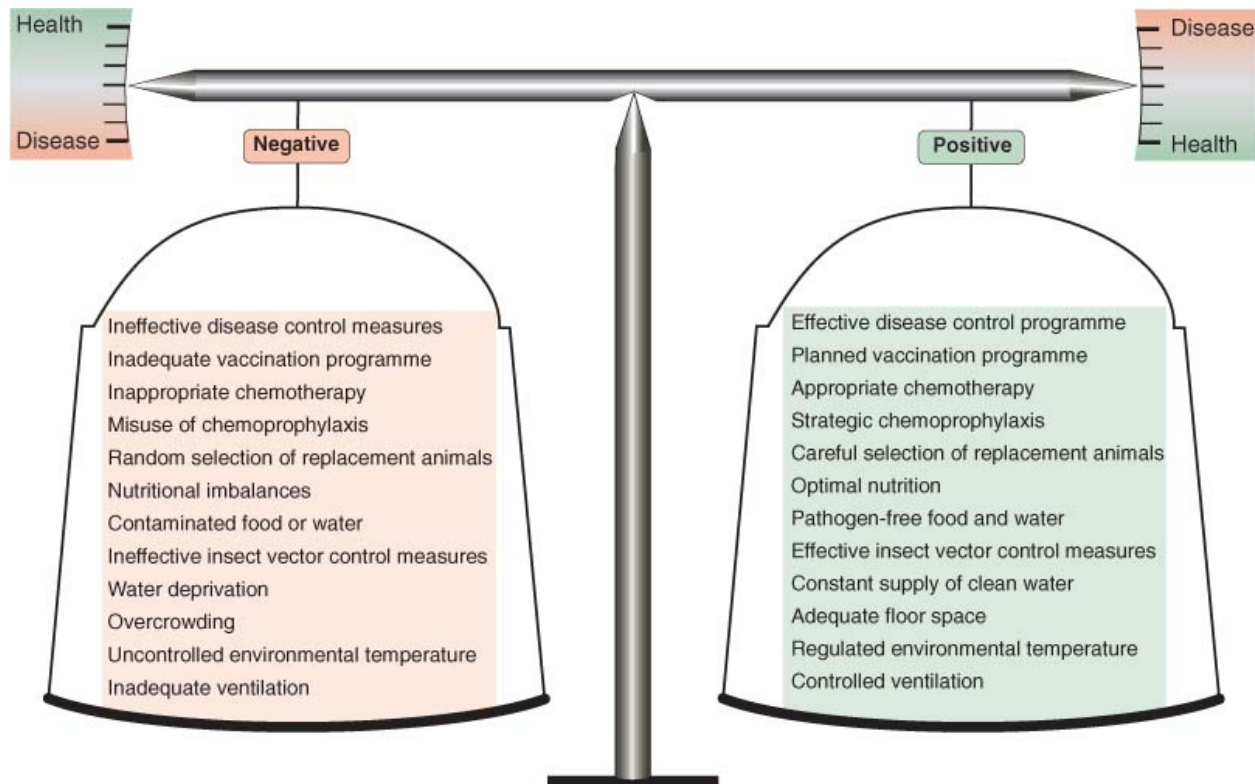 Health
Disease
Negative
Ineffective disease control measures
Inadequate vaccination programme
Inappropriate chemotherapy
Misuse of chemoprophylaxis
Random selection of replacement animals
Nutritional imbalances
Contaminated food or water
Ineffective insect vector control measures
Water deprivation
Overcrowding
Uncontrolled environmental temperature
Inadequate ventilation
Disease
Health
Positive
Effective disease control programme
Planned vaccination programme
Appropriate chemotherapy
Strategic chemoprophylaxis
Careful selection of replacement animals
Optimal nutrition
Pathogen-free food and water
Effective insect vector control measures
Constant supply of clean water
Adequate floor space
Regulated environmental temperature
Controlled ventilation